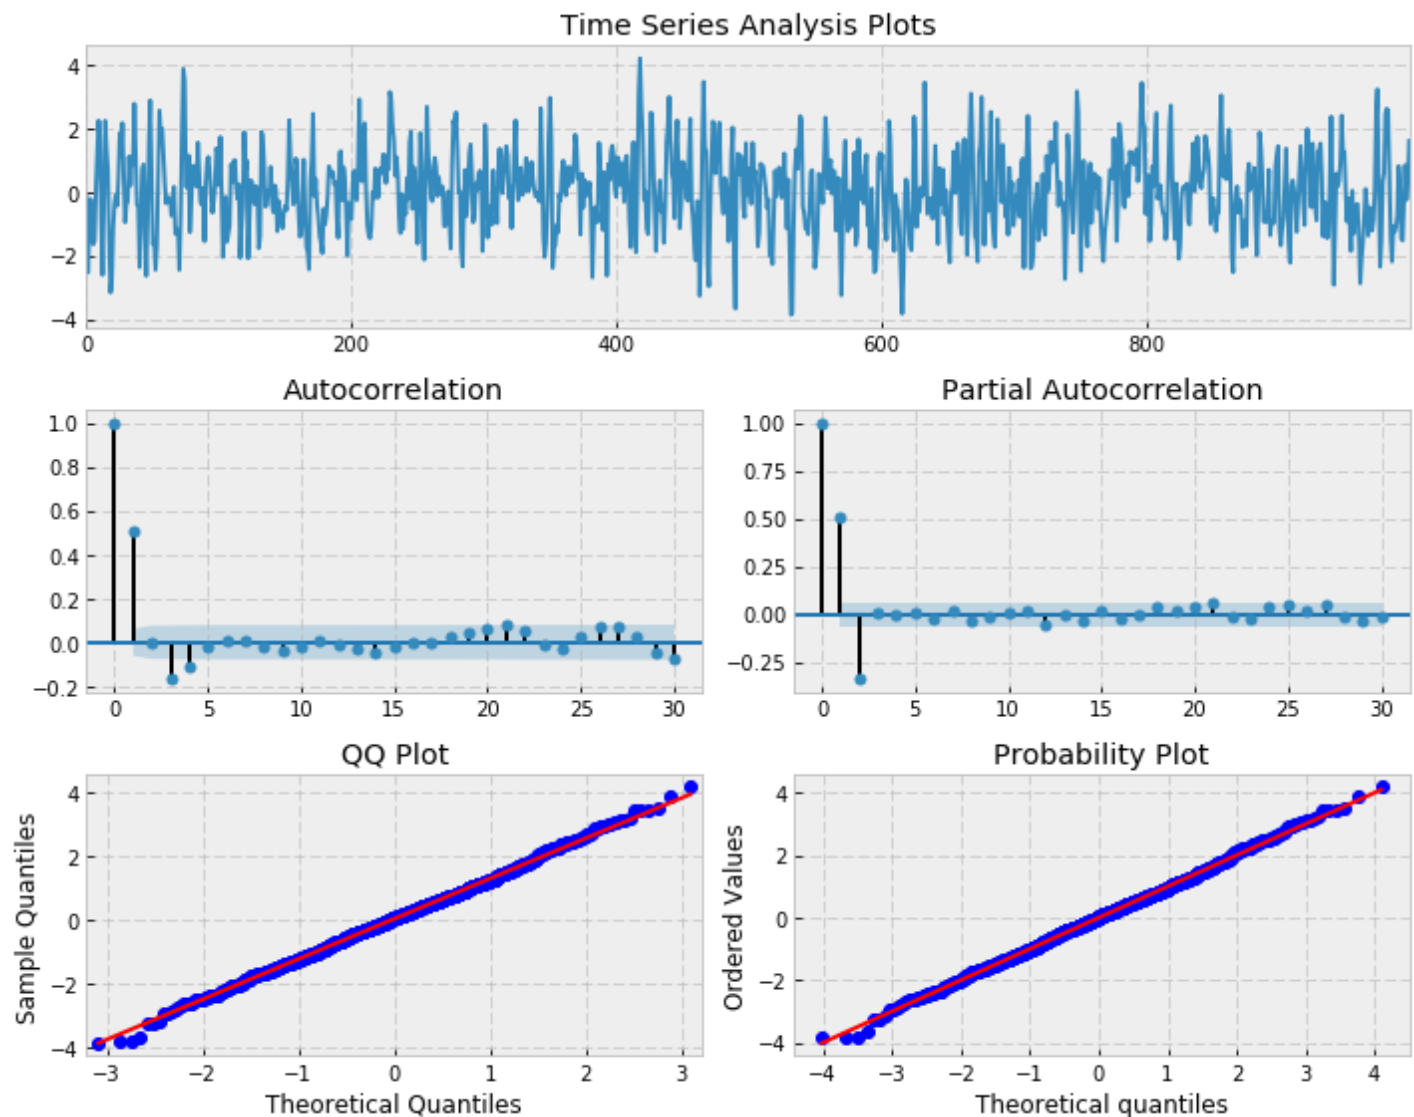 Time Series Analysis Plots
4
2
0
−2
−4
0 200 400 600 800
Autocorrelation
1.0
0.8
0.6
0.4
0.2
0.0
−0.2
0 5 10 15 20 25 30
Partial Autocorrelation
1.00
0.75
0.50
0.25
0.00
−0.25
0 5 10 15 20 25 30
QQ Plot
Sample Quantiles
4
2
0
−2
−4
−3 −2 −1 0 1 2 3
Theoretical Quantiles
Probability Plot
Ordered Values
4
2
0
−2
−4
−4 −3 −2 −1 0 1 2 3 4
Theoretical quantiles